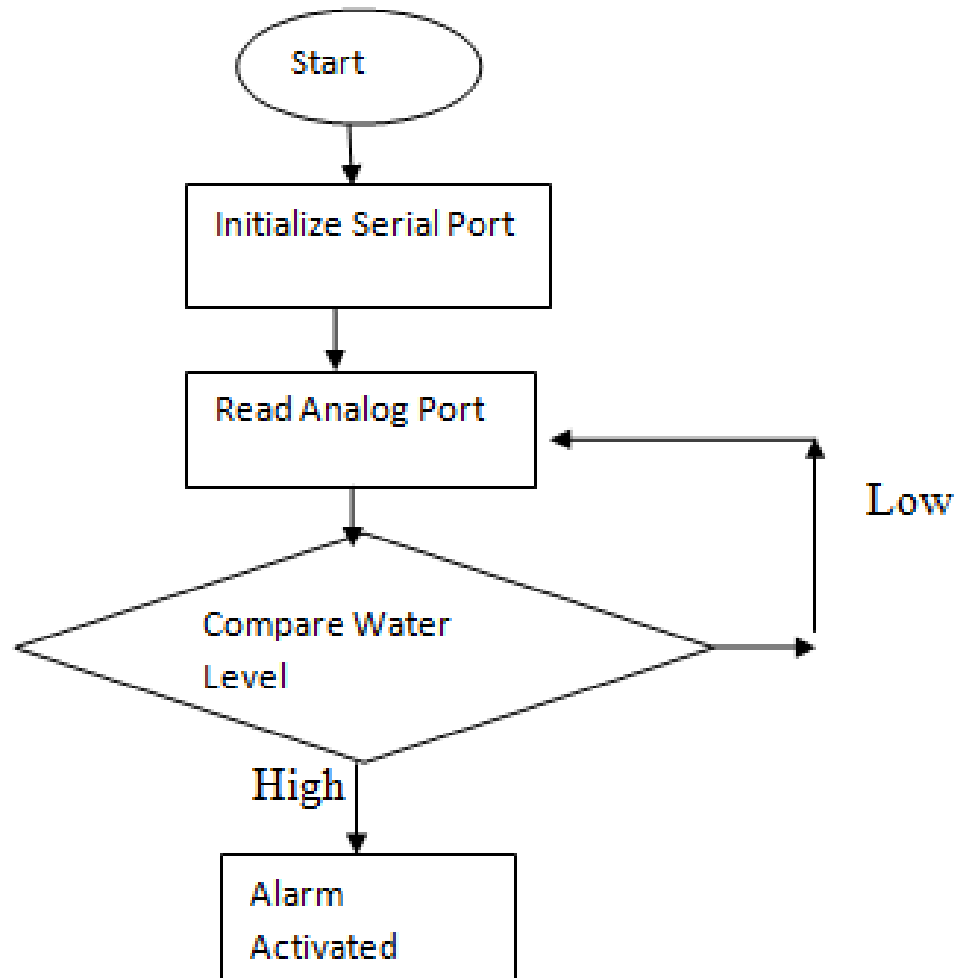 Start
Initialize Serial Port
Read Analog Port
Low
Compare Water
Level
High
Alarm
Activated